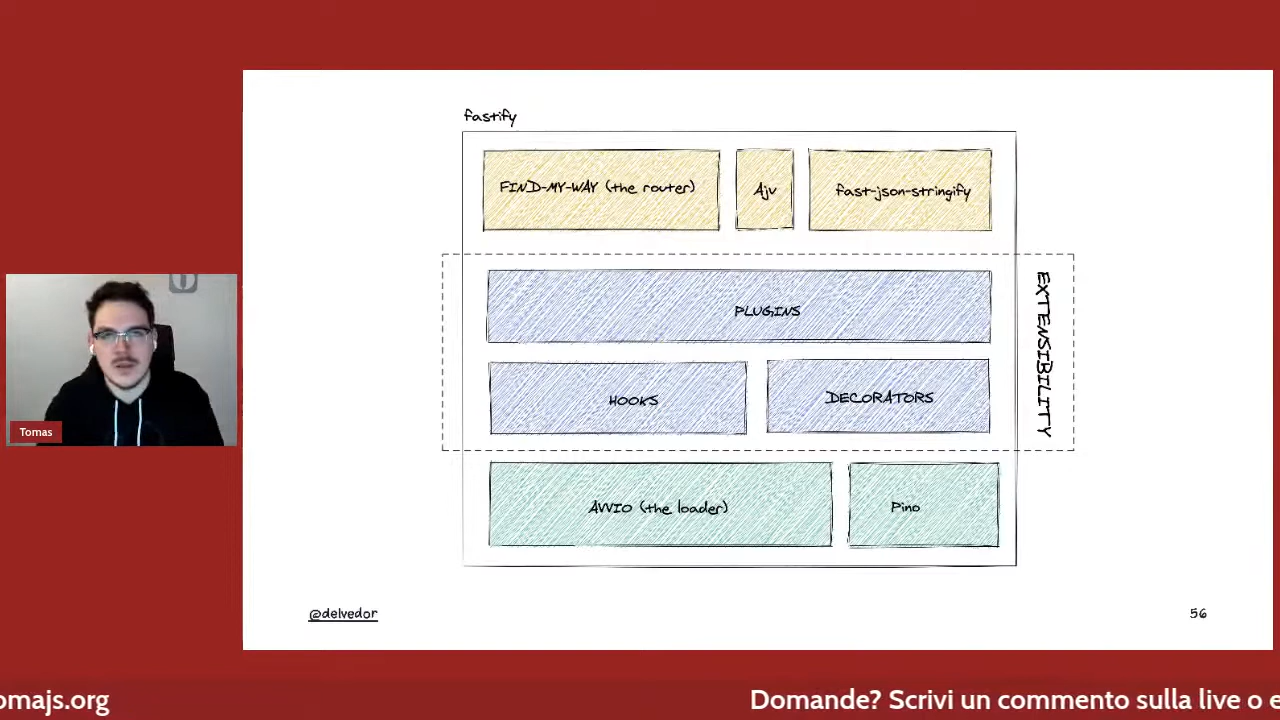 fastify
FIND-MY-WAY (the router)
Ajv
fast-json-stringify
PLUGINS
EXTENSIBILITY
HOOKS
DECORATORS
AVVIO (the loader)
Pino
Tomas
@delvedor
56
omajs.org
Domande? Scrivi un commento sulla live o e